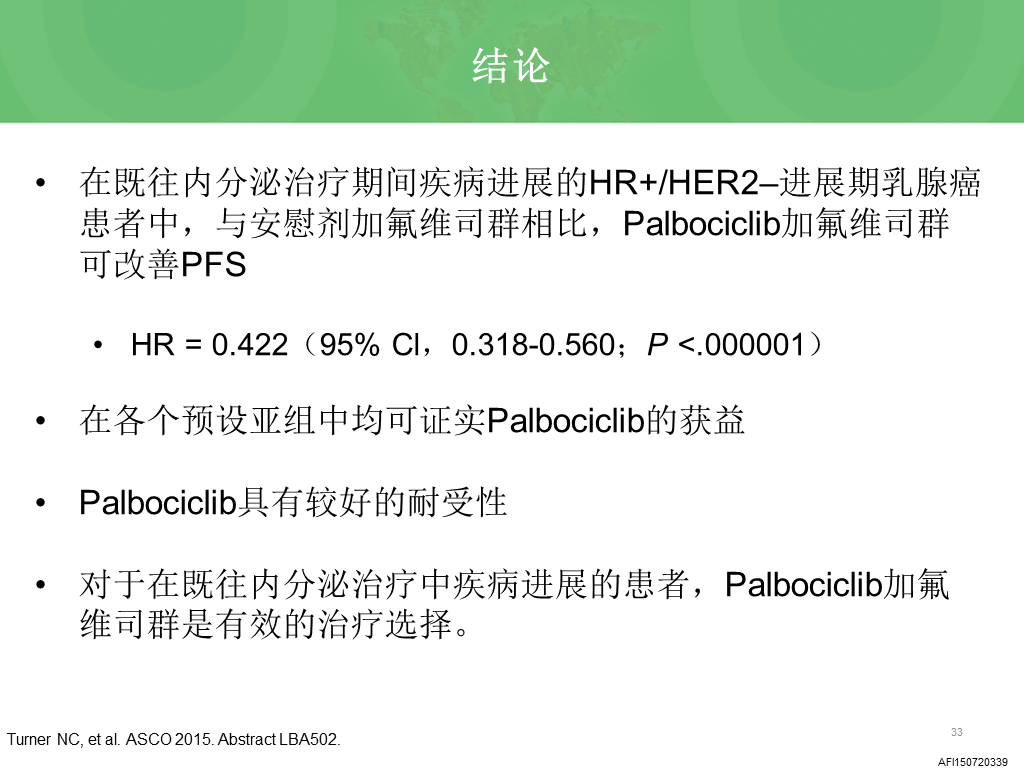 结论
• 在既往内分泌治疗期间疾病进展的HR+/HER2–进展期乳腺癌
患者中，与安慰剂加氟维司群相比，Palbociclib加氟维司群
可改善PFS
• HR = 0.422（95% Cl，0.318-0.560；P <.000001）
• 在各个预设亚组中均可证实Palbociclib的获益
• Palbociclib具有较好的耐受性
• 对于在既往内分泌治疗中疾病进展的患者，Palbociclib加氟
维司群是有效的治疗选择。
Turner NC, et al. ASCO 2015. Abstract LBA502.
33
AFI150720339